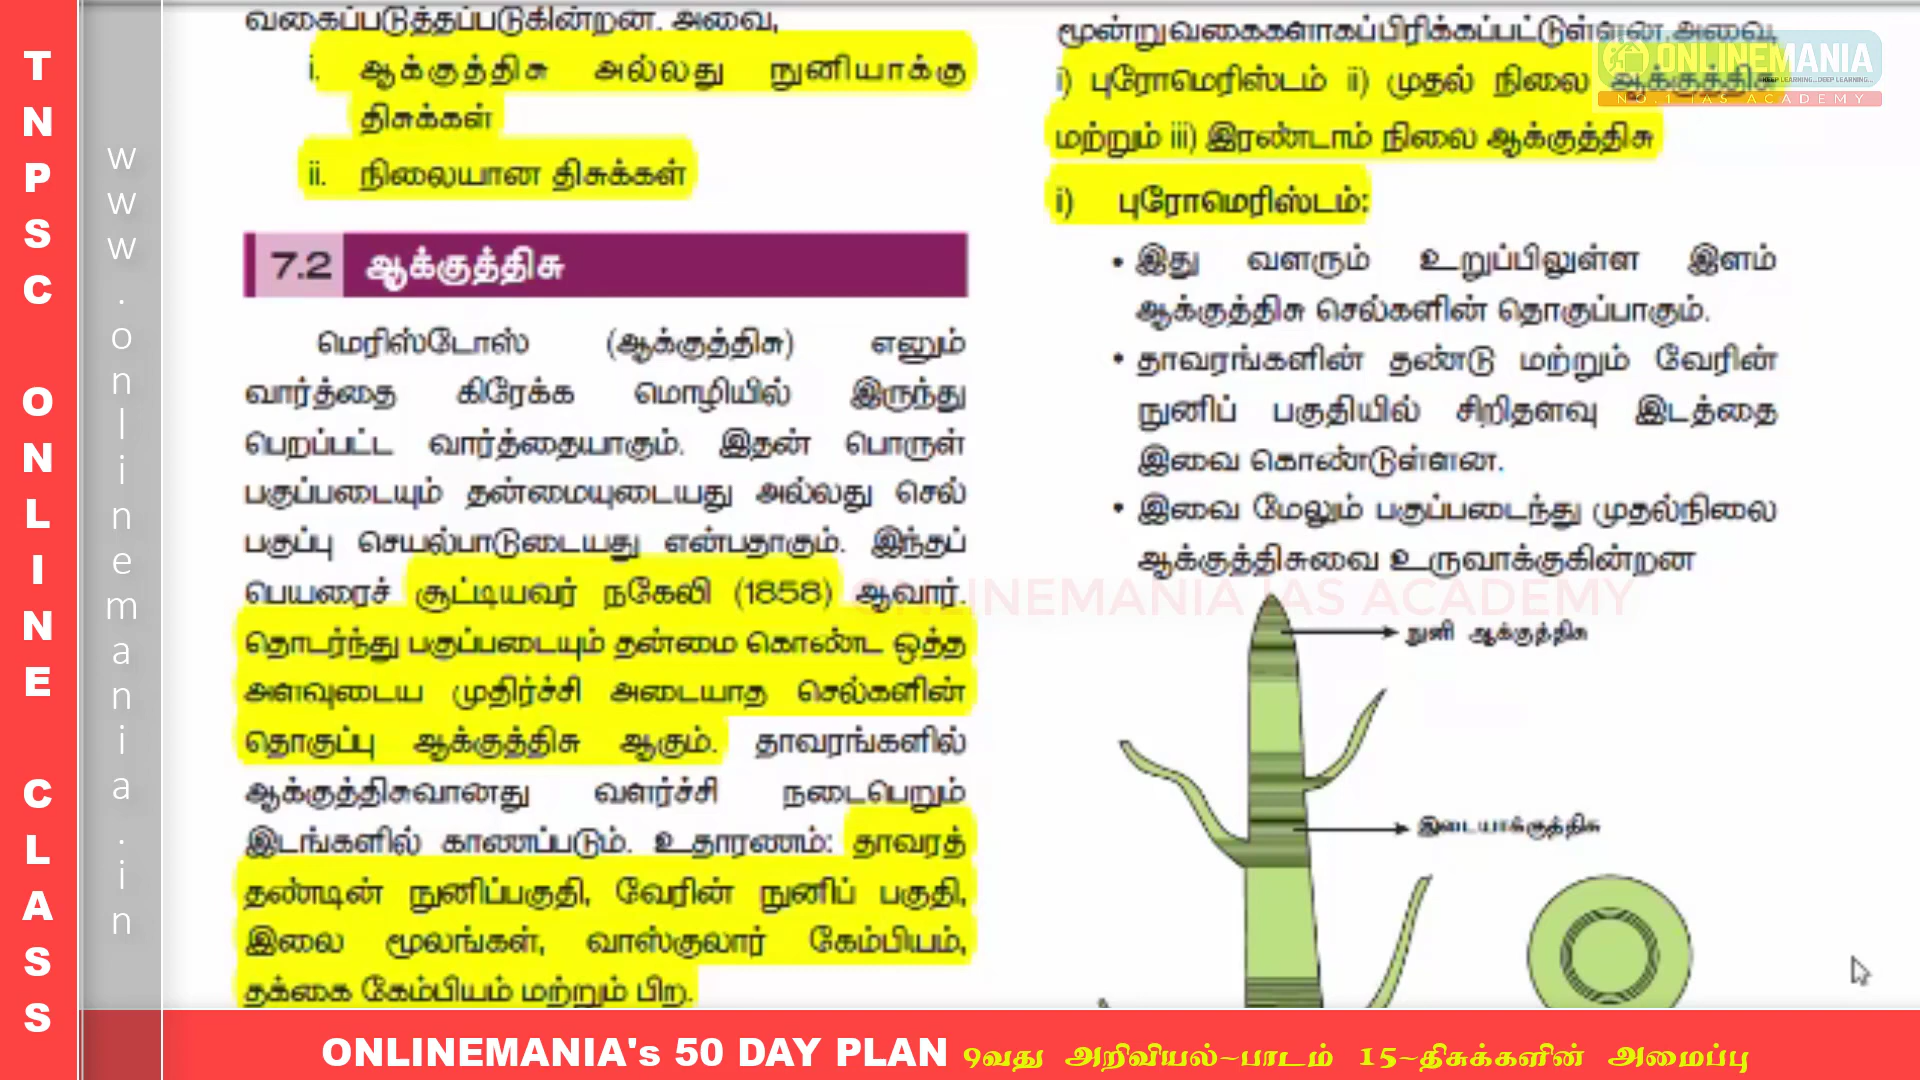 TNPSC ONLINE CLASS
www.onlinemania.in
வகைப்படுத்தப்படுகின்றன. அவை,
i. ஆக்குத்திசு அல்லது நுனியாக்கு
திசுக்கள்
ii. நிலையான திசுக்கள்
7.2 ஆக்குத்திசு
மெரிஸ்டோஸ் (ஆக்குத்திசு) எனும்
வார்த்தை கிரேக்க மொழியில் இருந்து
பெறப்பட்ட வார்த்தையாகும். இதன் பொருள்
பகுப்படையும் தன்மையுடையது அல்லது செல்
பகுப்பு செயல்பாடுடையது என்பதாகும். இந்தப்
பெயரைச் சூட்டியவர் நகேலி (1858) ஆவார்.
தொடர்ந்து பகுப்படையும் தன்மை கொண்ட ஒத்த
அளவுடைய முதிர்ச்சி அடையாத செல்களின்
தொகுப்பு ஆக்குத்திசு ஆகும். தாவரங்களில்
ஆக்குத்திசுவானது வளர்ச்சி நடைபெறும்
இடங்களில் காணப்படும். உதாரணம்: தாவரத்
தண்டின் நுனிப்பகுதி, வேரின் நுனிப் பகுதி,
இலை மூலங்கள், வாஸ்குலார் கேம்பியம்,
தக்கை கேம்பியம் மற்றும் பிற.
மூன்று வகைகளாகப் பிரிக்கப்பட்டுள்ளன. அவை,
i) புரோமெரிஸ்டம் ii) முதல் நிலை ஆக்குத்திசு
மற்றும் iii) இரண்டாம் நிலை ஆக்குத்திசு
i) புரோமெரிஸ்டம்:
• இது வளரும் உறுப்பிலுள்ள இளம்
ஆக்குத்திசு செல்களின் தொகுப்பாகும்.
• தாவரங்களின் தண்டு மற்றும் வேரின்
நுனிப் பகுதியில் சிறிதளவு இடத்தை
இவை கொண்டுள்ளன.
• இவை மேலும் பகுப்படைந்து முதல்நிலை
ஆக்குத்திசுவை உருவாக்குகின்றன
நுனி ஆக்குத்திசு
இடையாக்குத்திசு
ONLINEMANIA
KEEP LEARNING...DEEP LEARNING...
NO.1 IAS ACADEMY
ONLINEMANIA IAS ACADEMY
ONLINEMANIA's 50 DAY PLAN 9வது அறிவியல்-பாடம் 15-திசுக்களின் அமைப்பு